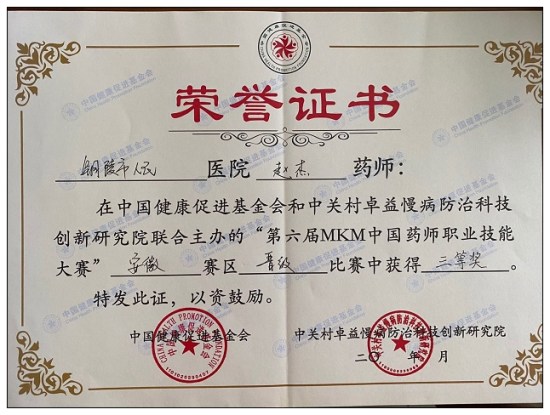 荣誉证书
铜陵市人民 医院 赵杰 药师：
在中国健康促进基金会和中关村卓益慢病防治科技
创新研究院联合主办的“第六届MKM中国药师职业技能
大赛” 安徽 赛区 晋级 比赛中获得 三等奖 。
特发此证，以资鼓励。
中国健康促进基金会 中关村卓益慢病防治科技创新研究院
二〇 年 月